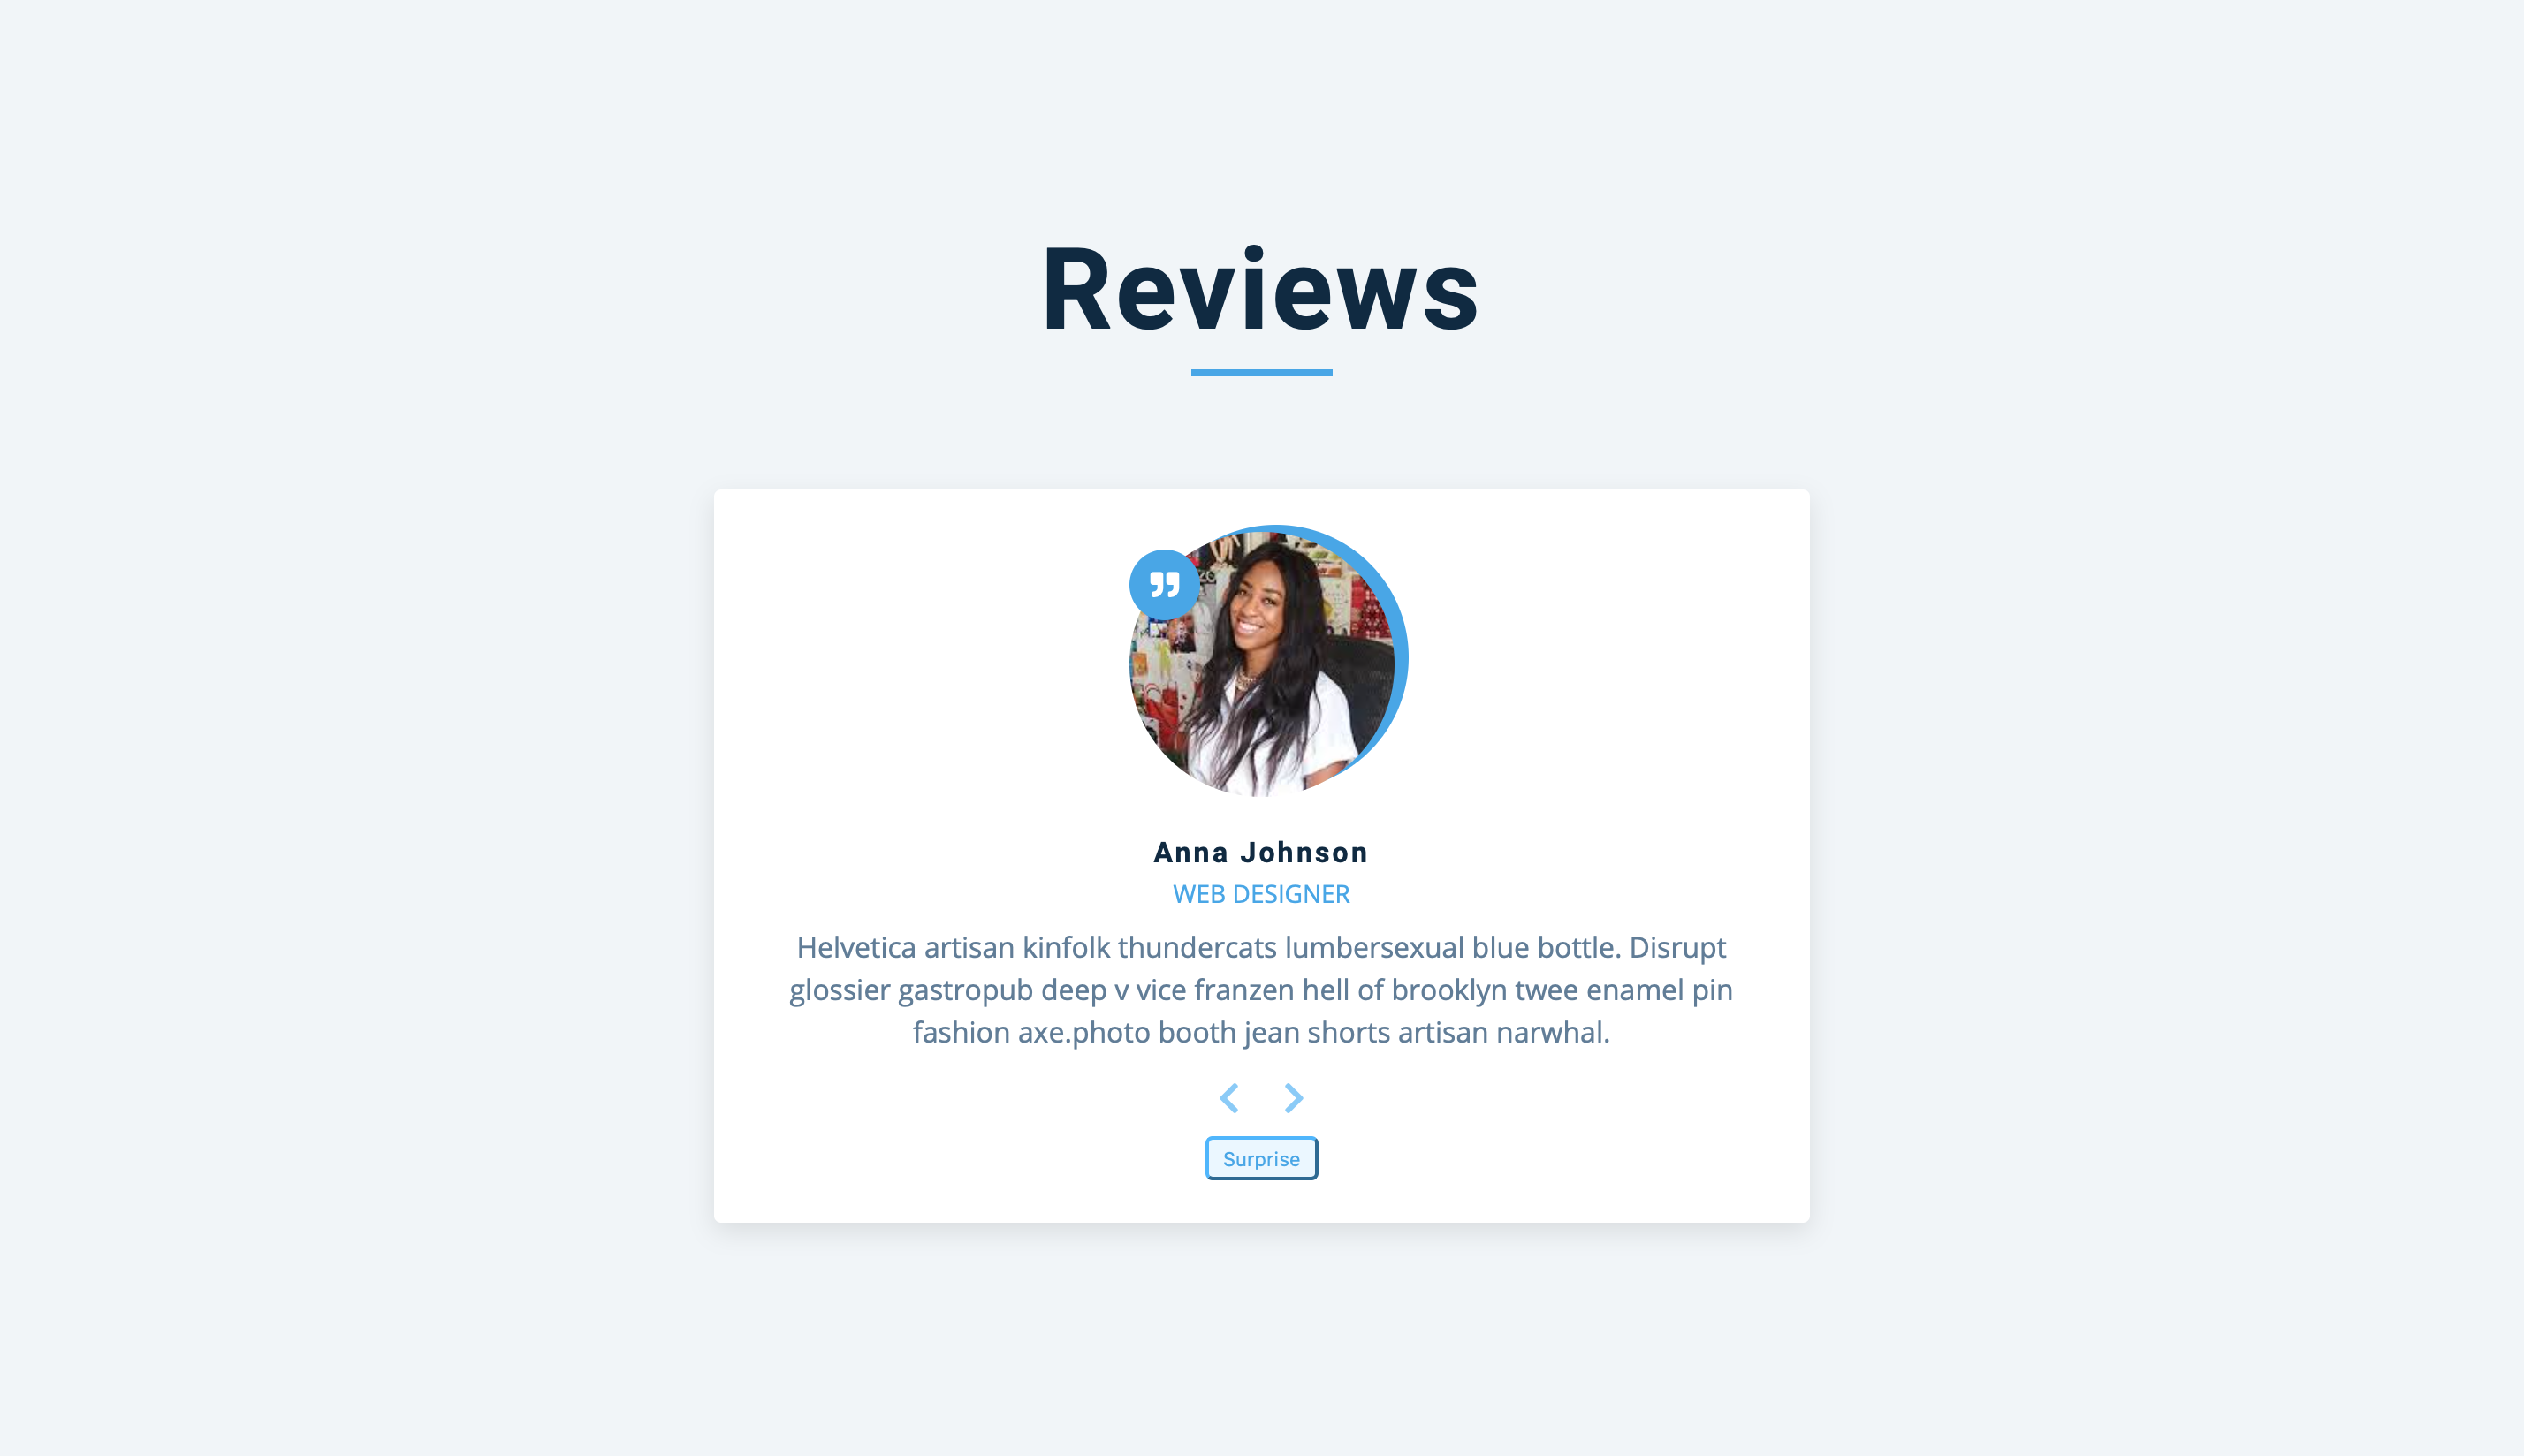 Reviews
Anna Johnson
WEB DESIGNER
Helvetica artisan kinfolk thundercats lumbersexual blue bottle. Disrupt
glossier gastropub deep v vice franzen hell of brooklyn twee enamel pin
fashion axe.photo booth jean shorts artisan narwhal.
Surprise